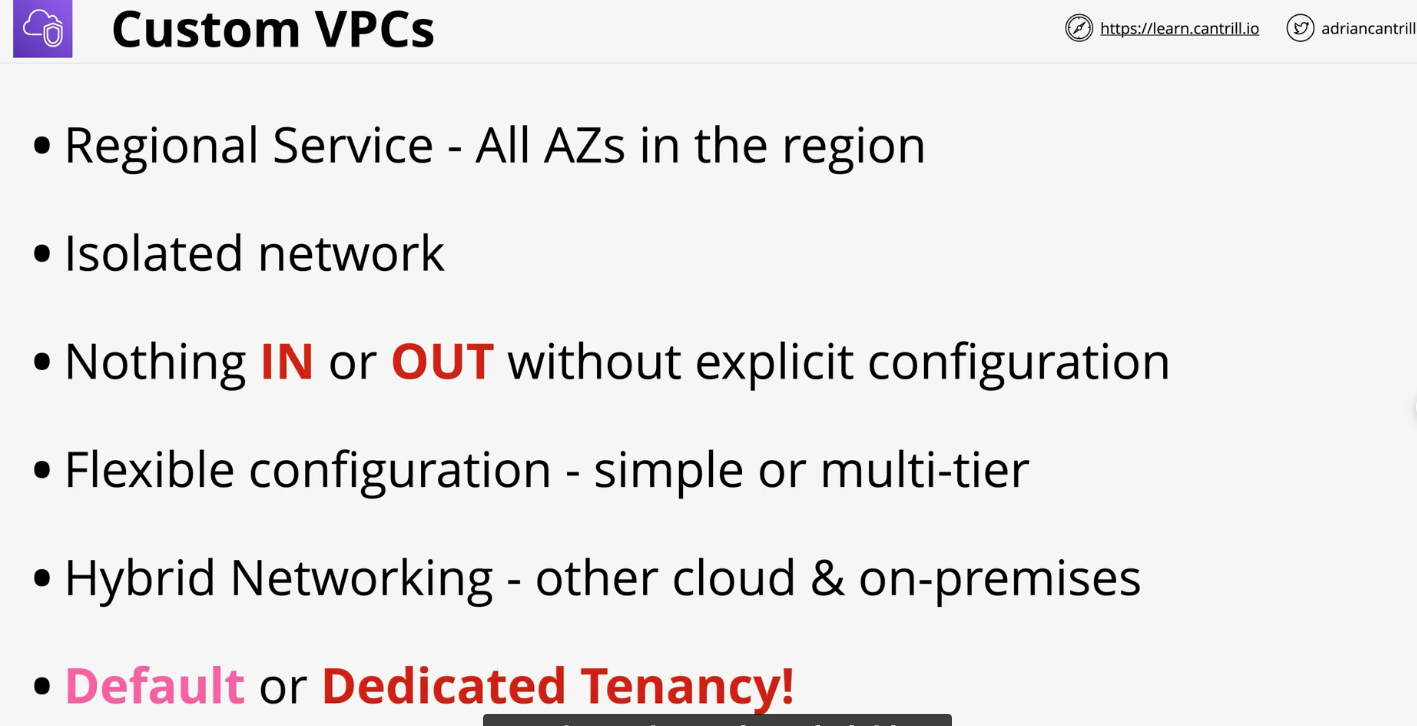 Custom VPCs
https://learn.cantrill.io
adriancantrill
• Regional Service - All AZs in the region
• Isolated network
• Nothing IN or OUT without explicit configuration
• Flexible configuration - simple or multi-tier
• Hybrid Networking - other cloud & on-premises
• Default or Dedicated Tenancy!